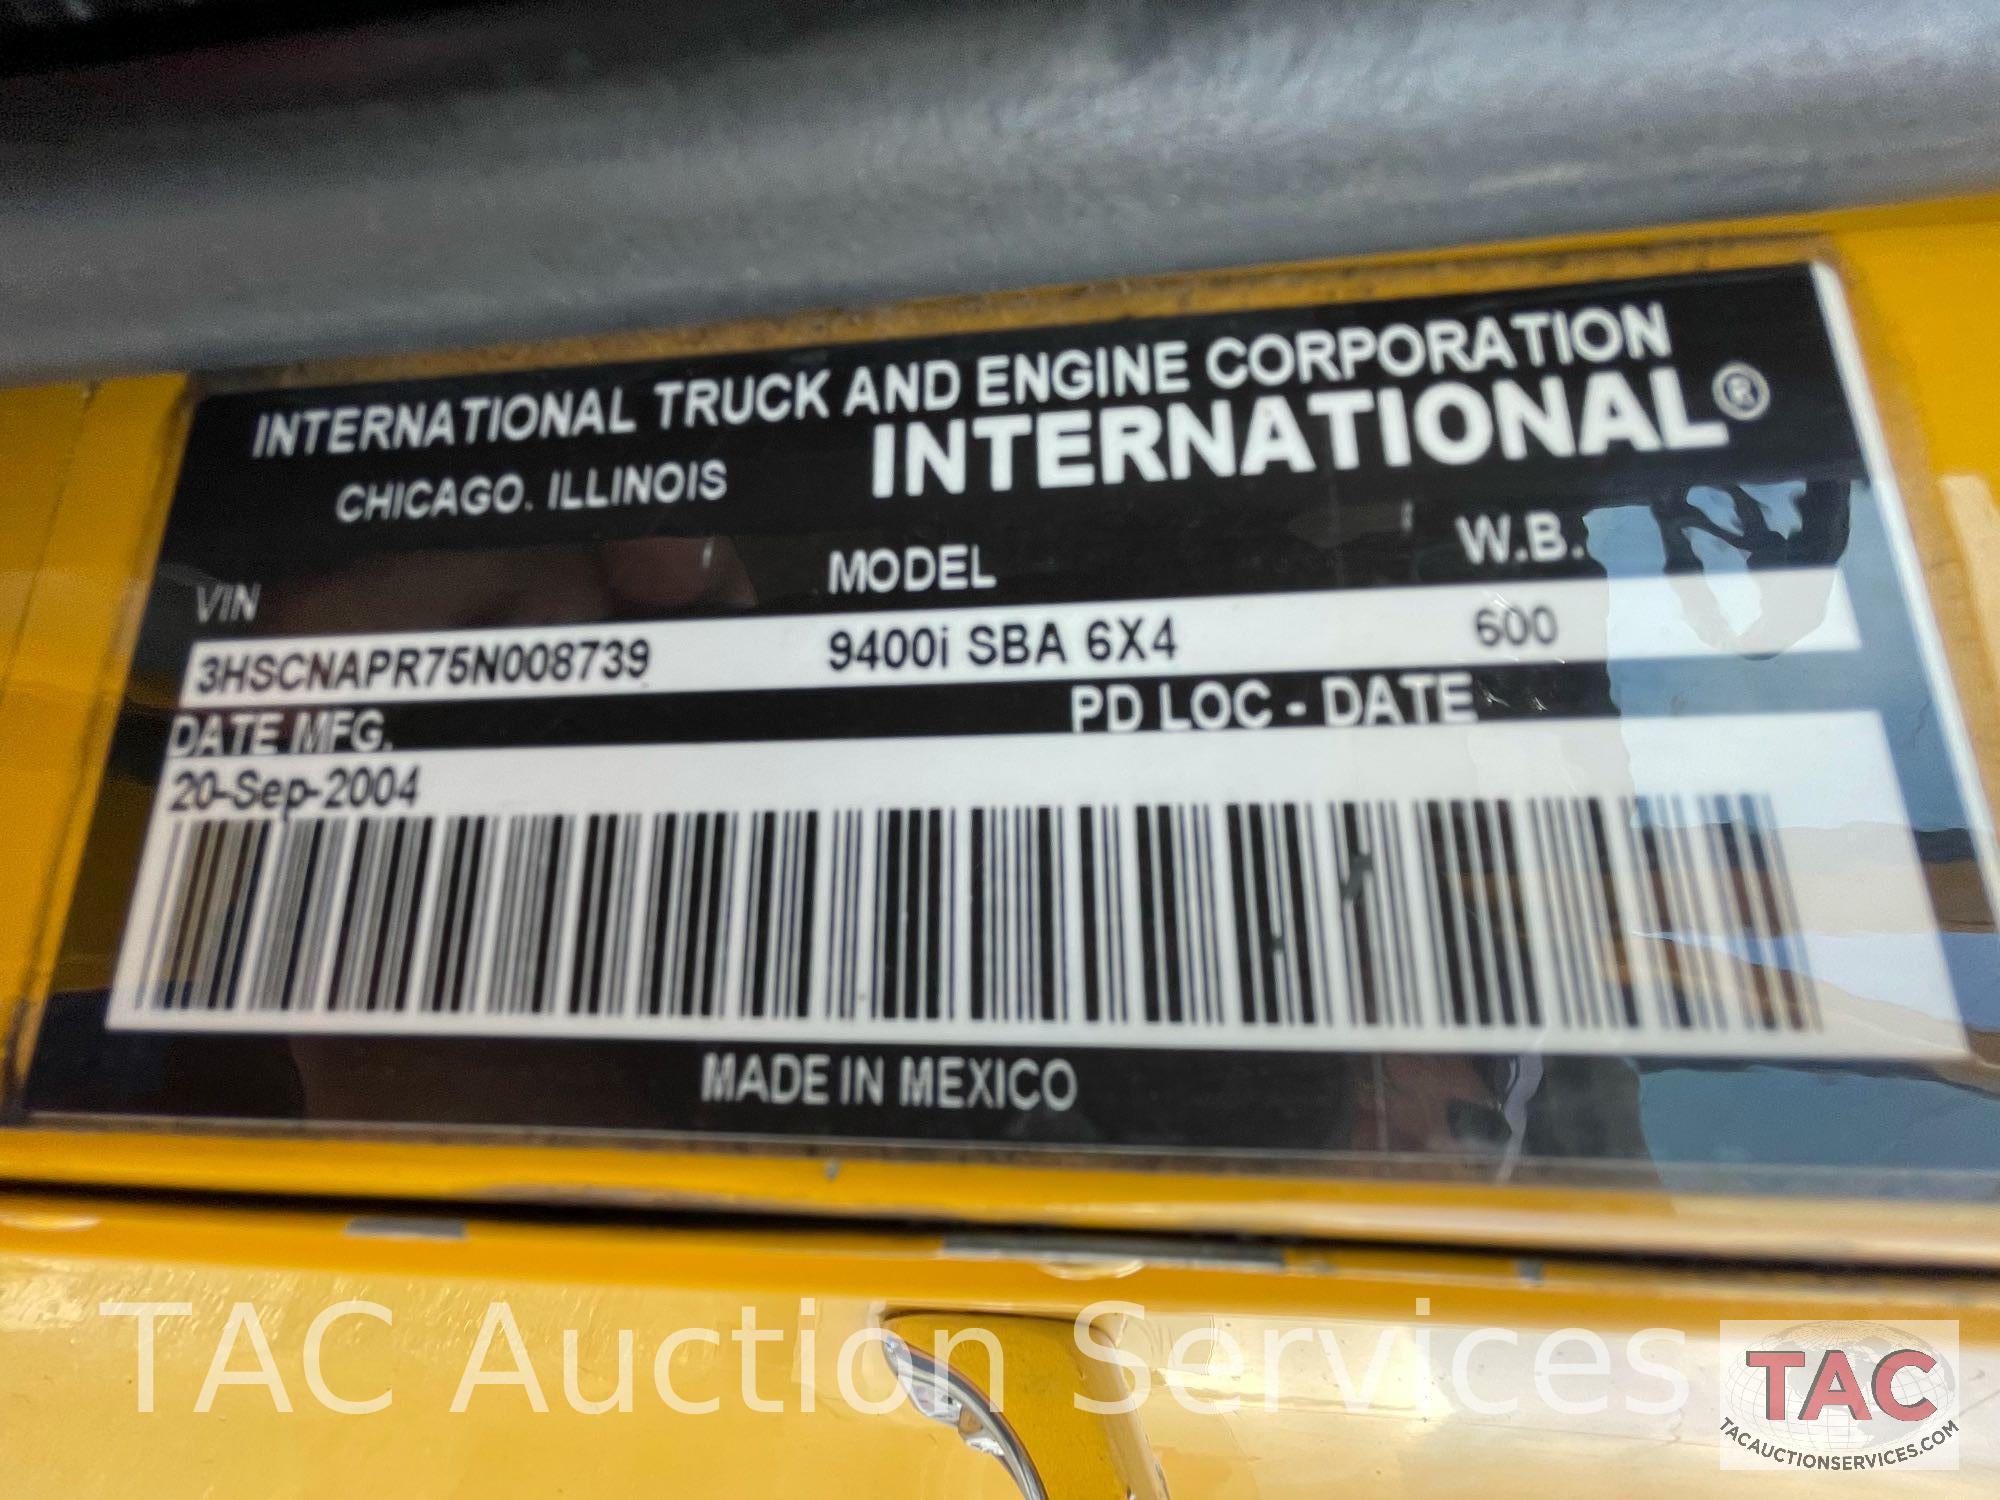 INTERNATIONAL TRUCK AND ENGINE CORPORATION
CHICAGO. ILLINOIS INTERNATIONAL®
VIN MODEL W.B.
3HSCNAPR75N008739 9400i SBA 6X4 600
DATE MFG. PD LOC - DATE
20-Sep-2004
MADE IN MEXICO
TAC Auction Services
TAC
TACAUCTIONSERVICES.COM